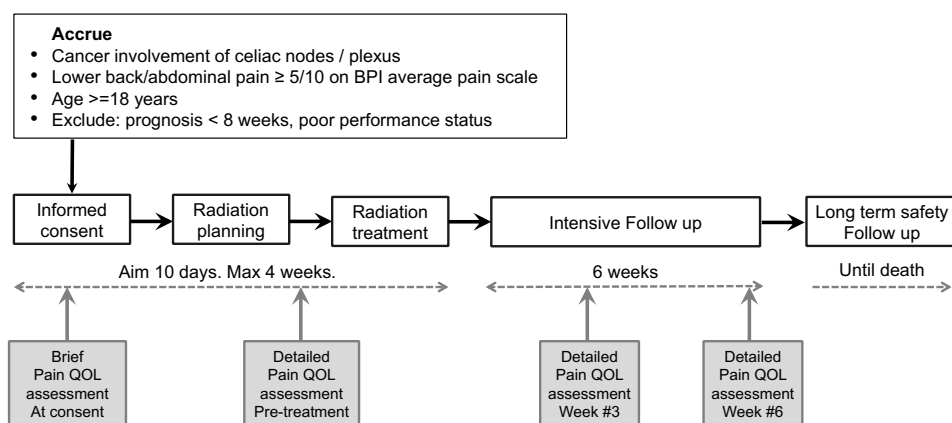 Accrue
• Cancer involvement of celiac nodes / plexus
• Lower back/abdominal pain ≥ 5/10 on BPI average pain scale
• Age >=18 years
• Exclude: prognosis < 8 weeks, poor performance status
Informed
consent
Radiation
planning
Radiation
treatment
Intensive Follow up
Long term safety
Follow up
Aim 10 days. Max 4 weeks.
6 weeks
Until death
Brief
Pain QOL
assessment
At consent
Detailed
Pain QOL
assessment
Pre-treatment
Detailed
Pain QOL
assessment
Week #3
Detailed
Pain QOL
assessment
Week #6